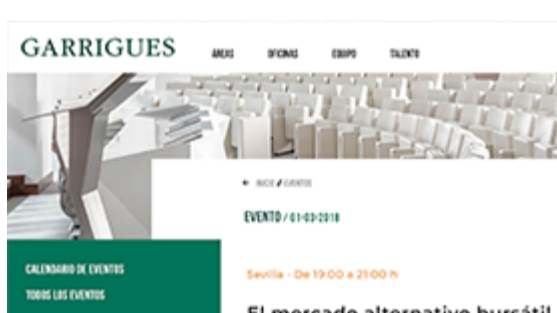 GARRIGUES
ÁREAS OFICINAS EQUIPO TALENTO
INICIO / EVENTOS
EVENTO / 01-03-2018
CALENDARIO DE EVENTOS
Sevilla - De 19:00 a 21:00 h
TODOS LOS EVENTOS
El mercado alternativo bursátil